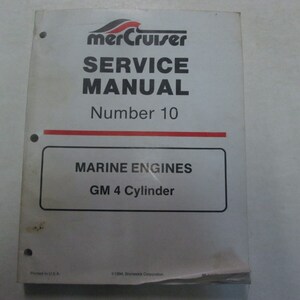 merCruiser
SERVICE
MANUAL
Number 10
MARINE ENGINES
GM 4 Cylinder